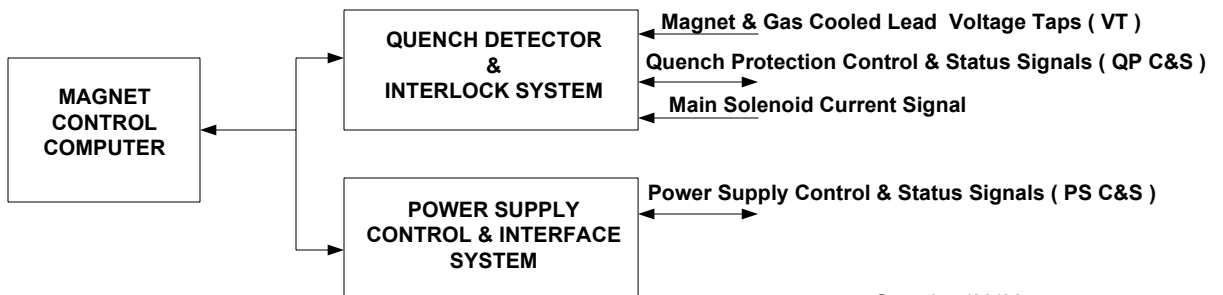 MAGNET
CONTROL
COMPUTER
QUENCH DETECTOR
&
INTERLOCK SYSTEM
Magnet & Gas Cooled Lead Voltage Taps ( VT )
Quench Protection Control & Status Signals ( QP C&S )
Main Solenoid Current Signal
POWER SUPPLY
CONTROL & INTERFACE
SYSTEM
Power Supply Control & Status Signals ( PS C&S )